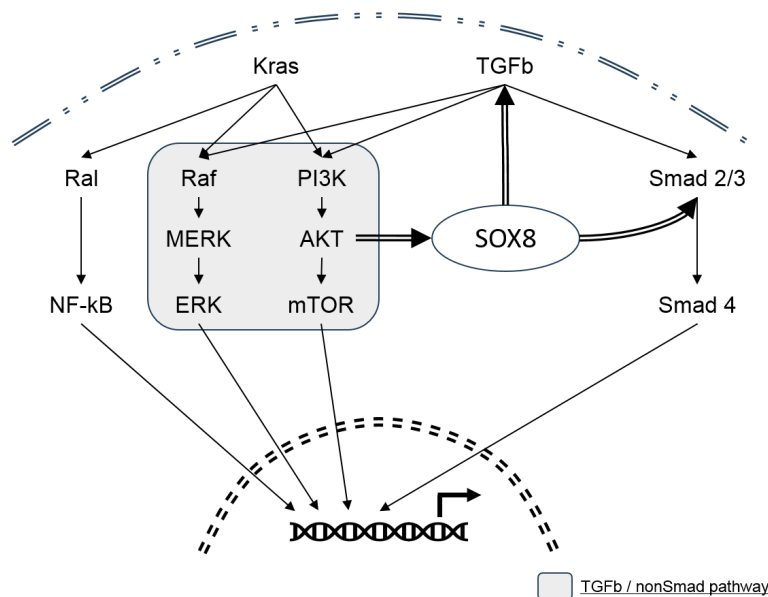 Kras TGFb
Ral Raf PI3K Smad 2/3
MERK AKT SOX8
NF-kB ERK mTOR Smad 4
TGFb / nonSmad pathway